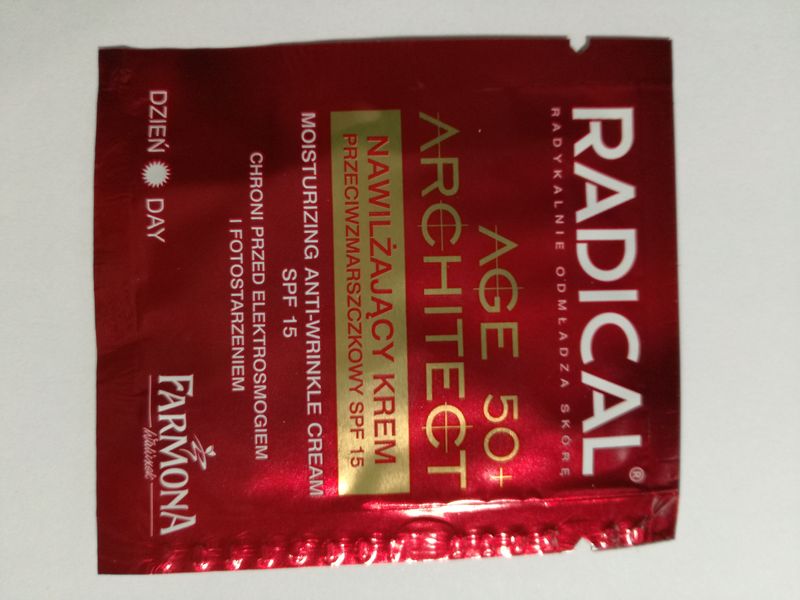 RADICAL®
RADYKALNIE ODMŁADZA SKÓRĘ
AGE 50+
ARCHITECT
NAWILŻAJĄCY KREM
PRZECIWZMARSZCZKOWY SPF 15
MOISTURIZING ANTI-WRINKLE CREAM
SPF 15
CHRONI PRZED ELEKTROSMOGIEM
I FOTOSTARZENIEM
DZIEŃ DAY
FARMONA